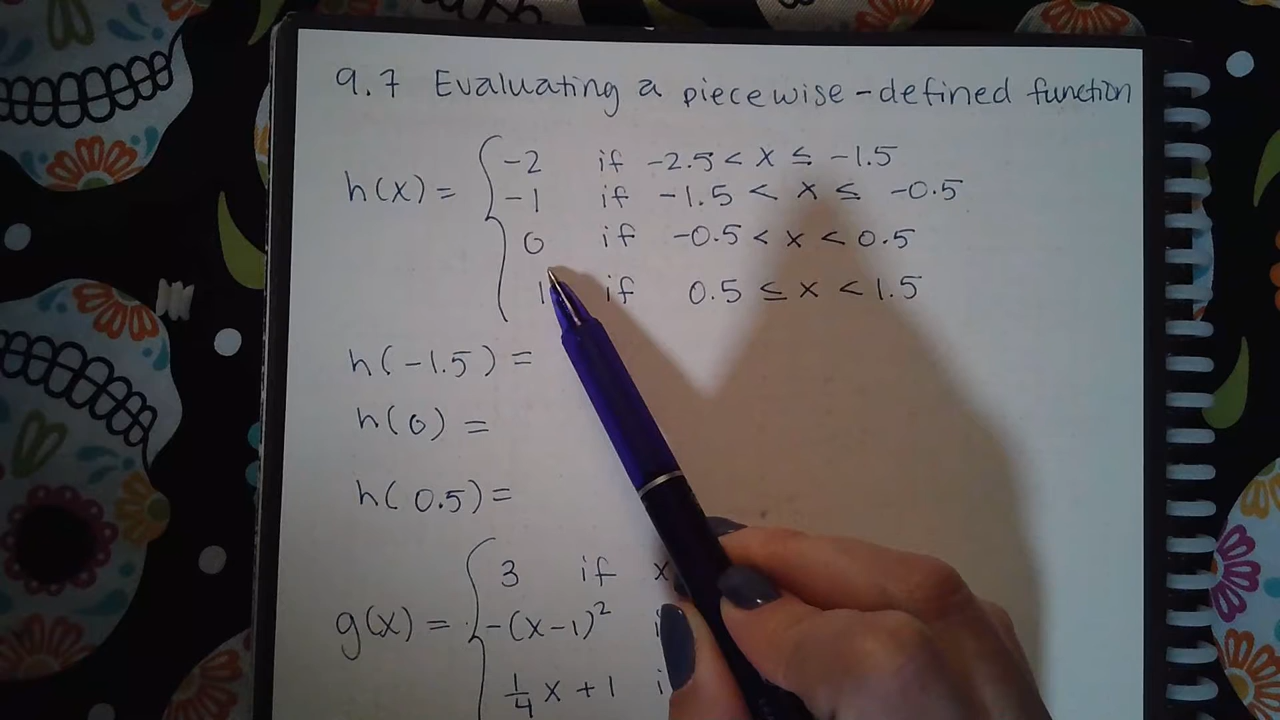 9.7 Evaluating a piecewise-defined function
h(x) = { -2 if -2.5 < x ≤ -1.5
-1 if -1.5 < x ≤ -0.5
0 if -0.5 < x < 0.5
1 if 0.5 ≤ x < 1.5
h(-1.5) =
h(0) =
h(0.5) =
g(x) = { 3 if x
-(x-1)² i
1/4 x + 1 i